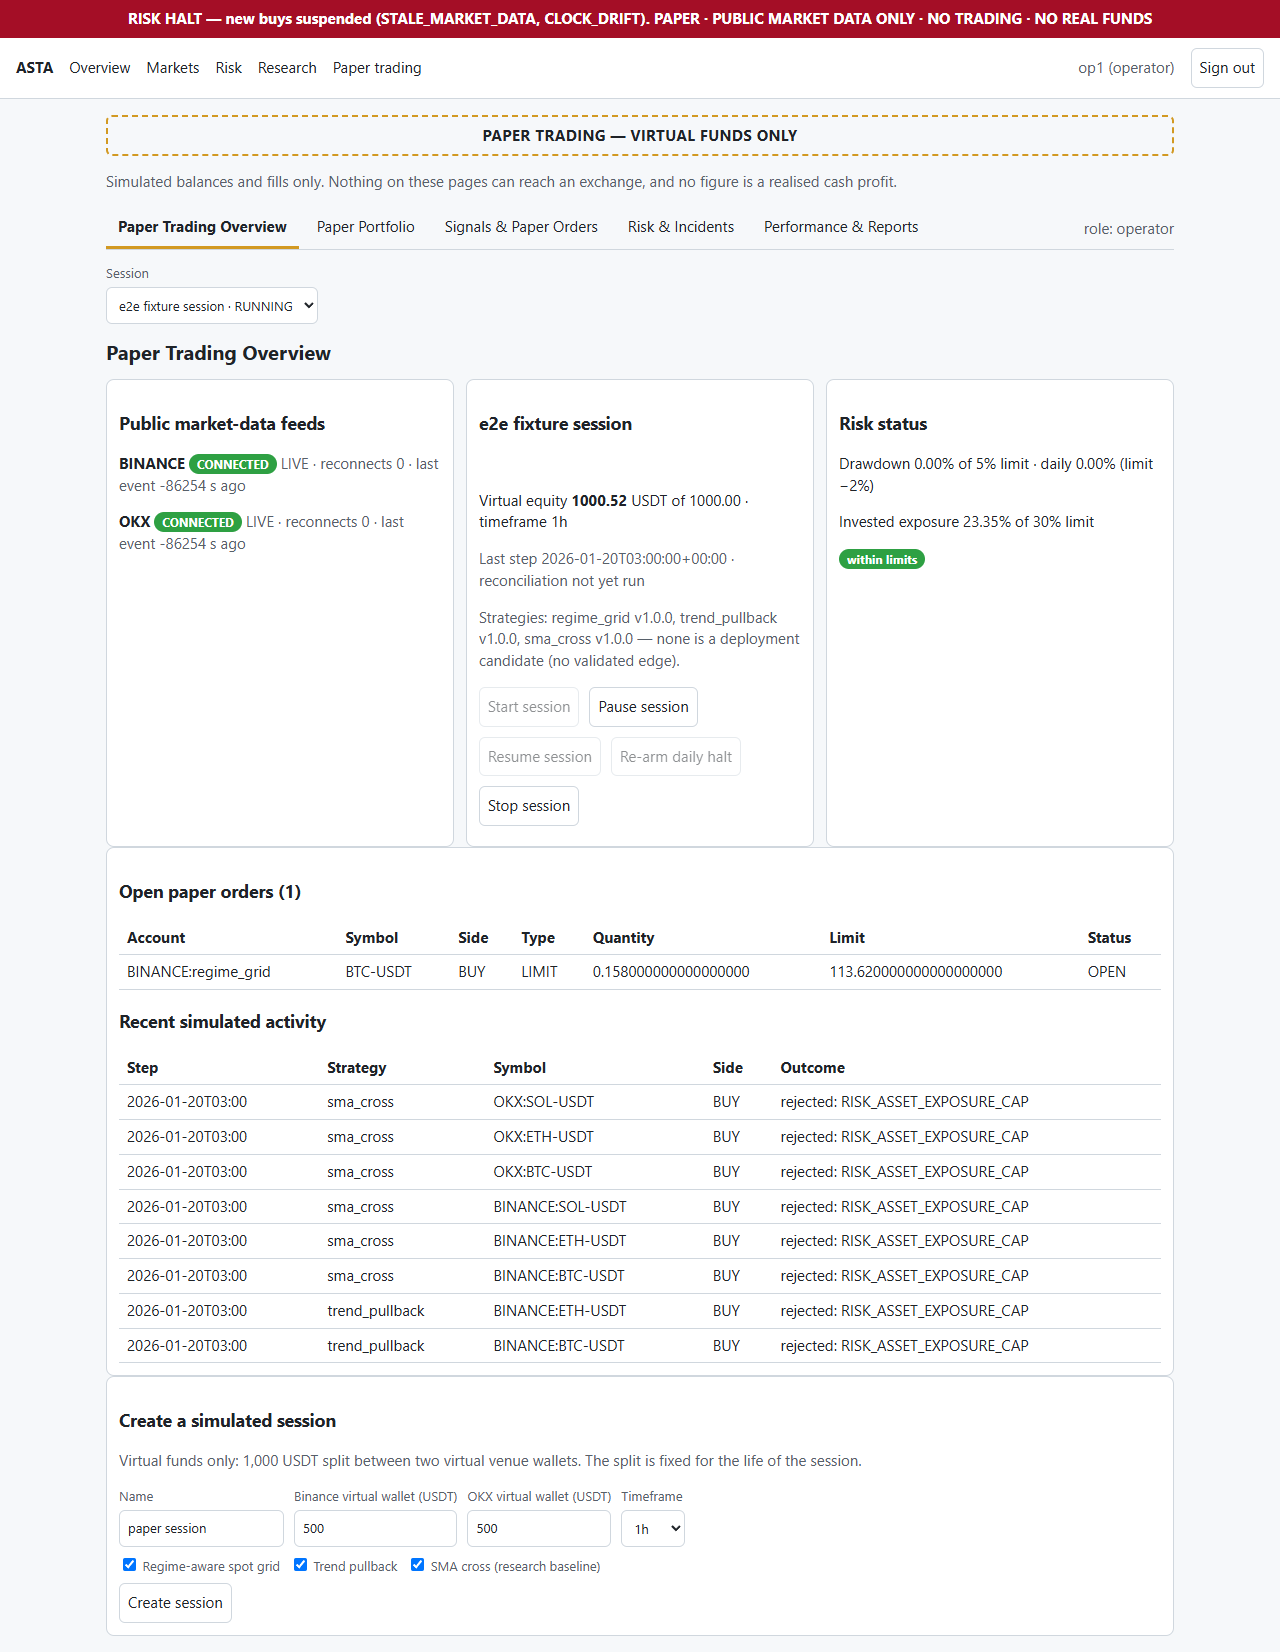 RISK HALT — new buys suspended (STALE_MARKET_DATA, CLOCK_DRIFT). PAPER · PUBLIC MARKET DATA ONLY · NO TRADING · NO REAL FUNDS
ASTA Overview Markets Risk Research Paper trading op1 (operator) Sign out
PAPER TRADING — VIRTUAL FUNDS ONLY
Simulated balances and fills only. Nothing on these pages can reach an exchange, and no figure is a realised cash profit.
Paper Trading Overview Paper Portfolio Signals & Paper Orders Risk & Incidents Performance & Reports role: operator
Session
e2e fixture session · RUNNING
Paper Trading Overview
Public market-data feeds
BINANCE CONNECTED LIVE · reconnects 0 · last
event -86254 s ago
OKX CONNECTED LIVE · reconnects 0 · last
event -86254 s ago
e2e fixture session
Virtual equity 1000.52 USDT of 1000.00 ·
timeframe 1h
Last step 2026-01-20T03:00:00+00:00 ·
reconciliation not yet run
Strategies: regime_grid v1.0.0, trend_pullback
v1.0.0, sma_cross v1.0.0 — none is a deployment
candidate (no validated edge).
Start session Pause session
Resume session Re-arm daily halt
Stop session
Risk status
Drawdown 0.00% of 5% limit · daily 0.00% (limit
−2%)
Invested exposure 23.35% of 30% limit
within limits
Open paper orders (1)
Account Symbol Side Type Quantity Limit Status
BINANCE:regime_grid BTC-USDT BUY LIMIT 0.158000000000000000 113.620000000000000000 OPEN
Recent simulated activity
Step Strategy Symbol Side Outcome
2026-01-20T03:00 sma_cross OKX:SOL-USDT BUY rejected: RISK_ASSET_EXPOSURE_CAP
2026-01-20T03:00 sma_cross OKX:ETH-USDT BUY rejected: RISK_ASSET_EXPOSURE_CAP
2026-01-20T03:00 sma_cross OKX:BTC-USDT BUY rejected: RISK_ASSET_EXPOSURE_CAP
2026-01-20T03:00 sma_cross BINANCE:SOL-USDT BUY rejected: RISK_ASSET_EXPOSURE_CAP
2026-01-20T03:00 sma_cross BINANCE:ETH-USDT BUY rejected: RISK_ASSET_EXPOSURE_CAP
2026-01-20T03:00 sma_cross BINANCE:BTC-USDT BUY rejected: RISK_ASSET_EXPOSURE_CAP
2026-01-20T03:00 trend_pullback BINANCE:ETH-USDT BUY rejected: RISK_ASSET_EXPOSURE_CAP
2026-01-20T03:00 trend_pullback BINANCE:BTC-USDT BUY rejected: RISK_ASSET_EXPOSURE_CAP
Create a simulated session
Virtual funds only: 1,000 USDT split between two virtual venue wallets. The split is fixed for the life of the session.
Name Binance virtual wallet (USDT) OKX virtual wallet (USDT) Timeframe
paper session 500 500 1h
Regime-aware spot grid Trend pullback SMA cross (research baseline)
Create session